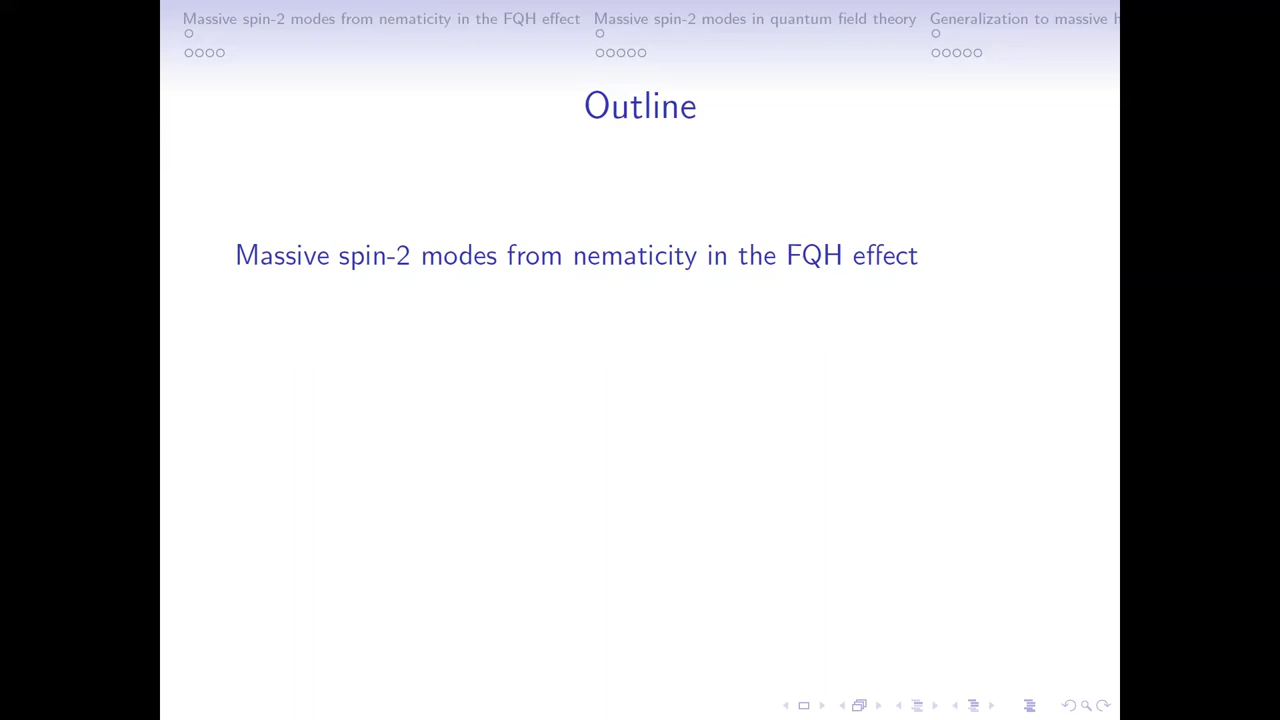 Massive spin-2 modes from nematicity in the FQH effect Massive spin-2 modes in quantum field theory Generalization to massive h
Outline
Massive spin-2 modes from nematicity in the FQH effect